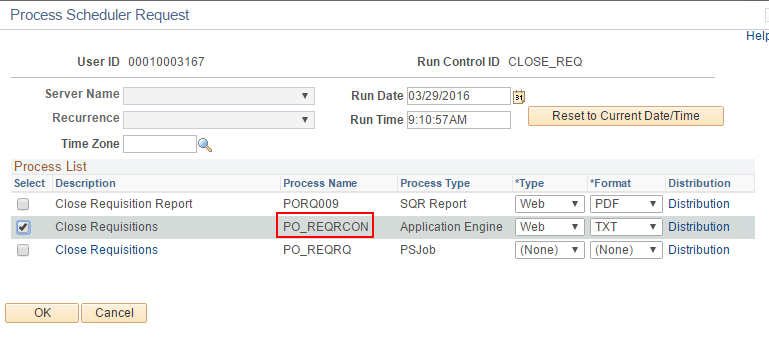 Process Scheduler Request
Help
User ID 00010003167 Run Control ID CLOSE_REQ
Server Name Run Date 03/29/2016 31
Recurrence Run Time 9:10:57AM Reset to Current Date/Time
Time Zone
Process List
Select Description Process Name Process Type *Type *Format Distribution
Close Requisition Report PORQ009 SQR Report Web PDF Distribution
Close Requisitions PO_REQRCON Application Engine Web TXT Distribution
Close Requisitions PO_REQRQ PSJob (None) (None) Distribution
OK Cancel